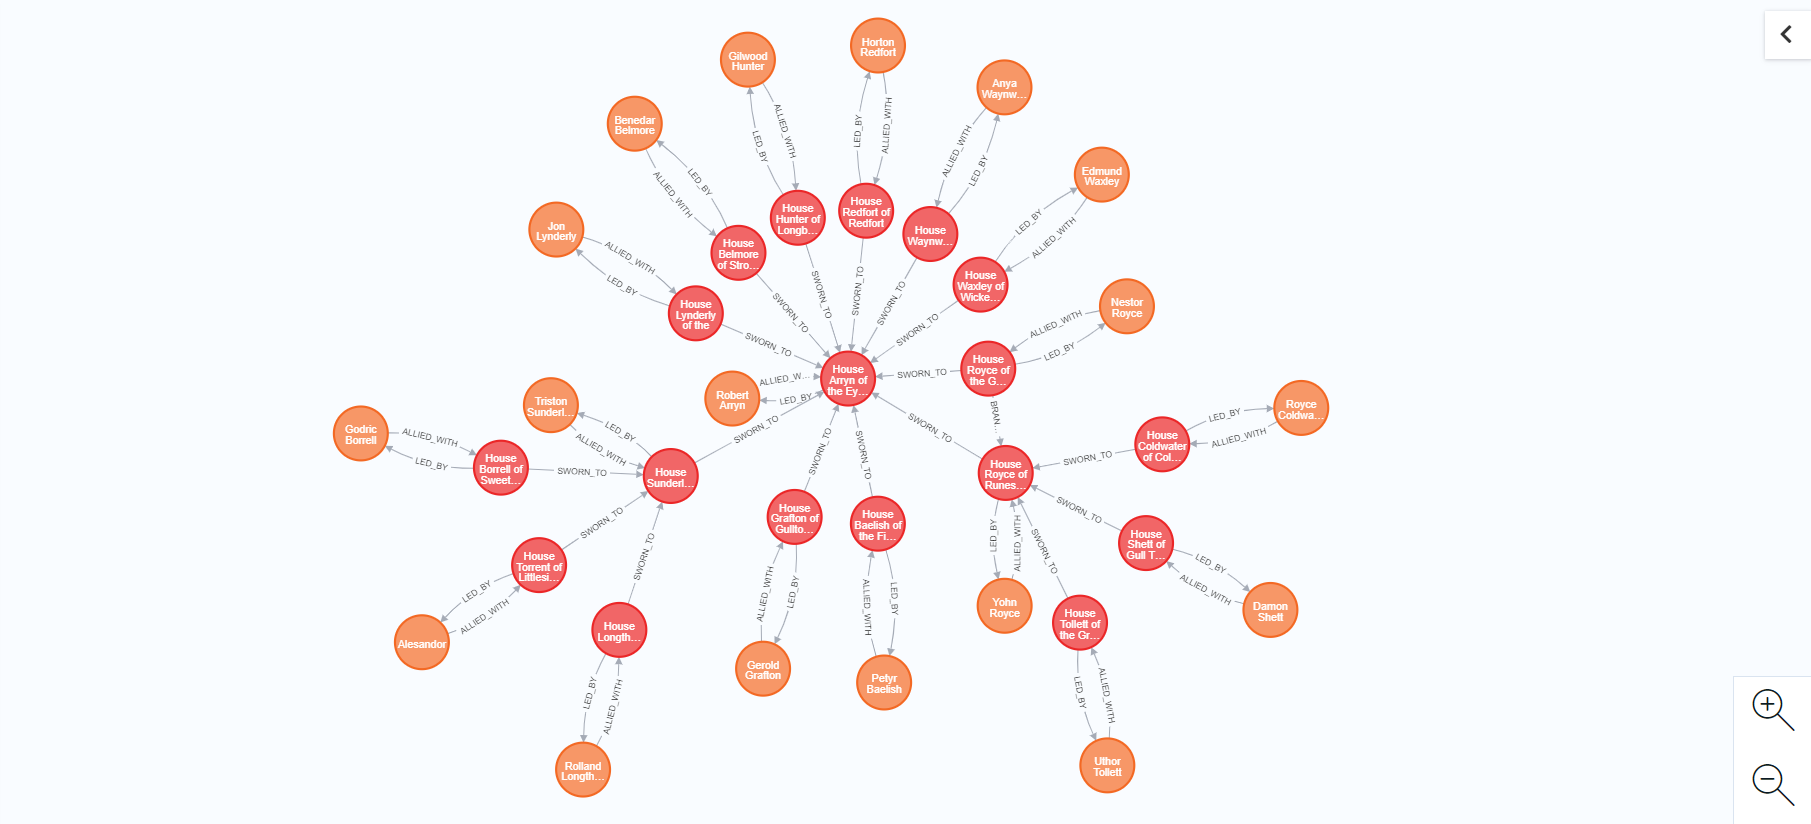 Gilwood
Hunter
Horton
Redfort
Anya
Waynw...
Benedar
Belmore
Edmund
Waxley
Jon
Lynderly
Nestor
Royce
House
Hunter of
Longb...
House
Redfort of
Redfort
House
Waynw...
House
Belmore
of Stro...
House
Waxley of
Wicke...
House
Lynderly
of the
House
Arryn of
the Ey...
House
Royce of
the G...
Robert
Arryn
Triston
Sunderl...
Godric
Borrell
Royce
Coldwa...
House
Borrell of
Sweet...
House
Sunderl...
House
Royce of
Runes...
House
Coldwater
of Col...
House
Grafton of
Gullto...
House
Baelish of
the Fi...
House
Shett of
Gull T...
House
Torrent of
Littlesi...
Alesandor
House
Longth...
Yohn
Royce
House
Tollett of
the Gr...
Damon
Shett
Gerold
Grafton
Petyr
Baelish
Rolland
Longth...
Uthor
Tollett
LED_BY
ALLIED_WITH
LED_BY
ALLIED_WITH
ALLIED_WITH
LED_BY
LED_BY
ALLIED_WITH
LED_BY
ALLIED_WITH
ALLIED_WITH
LED_BY
ALLIED_WITH
LED_BY
SWORN_TO
SWORN_TO
SWORN_TO
SWORN_TO
SWORN_TO
SWORN_TO
SWORN_TO
ALLIED_W...
LED_BY
BRAN...
SWORN_TO
SWORN_TO
SWORN_TO
SWORN_TO
LED_BY
ALLIED_WITH
ALLIED_WITH
LED_BY
SWORN_TO
SWORN_TO
SWORN_TO
LED_BY
ALLIED_WITH
LED_BY
ALLIED_WITH
ALLIED_WITH
LED_BY
ALLIED_WITH
LED_BY
LED_BY
ALLIED_WITH
SWORN_TO
SWORN_TO
SWORN_TO
LED_BY
ALLIED_WITH
LED_BY
ALLIED_WITH
LED_BY
ALLIED_WITH